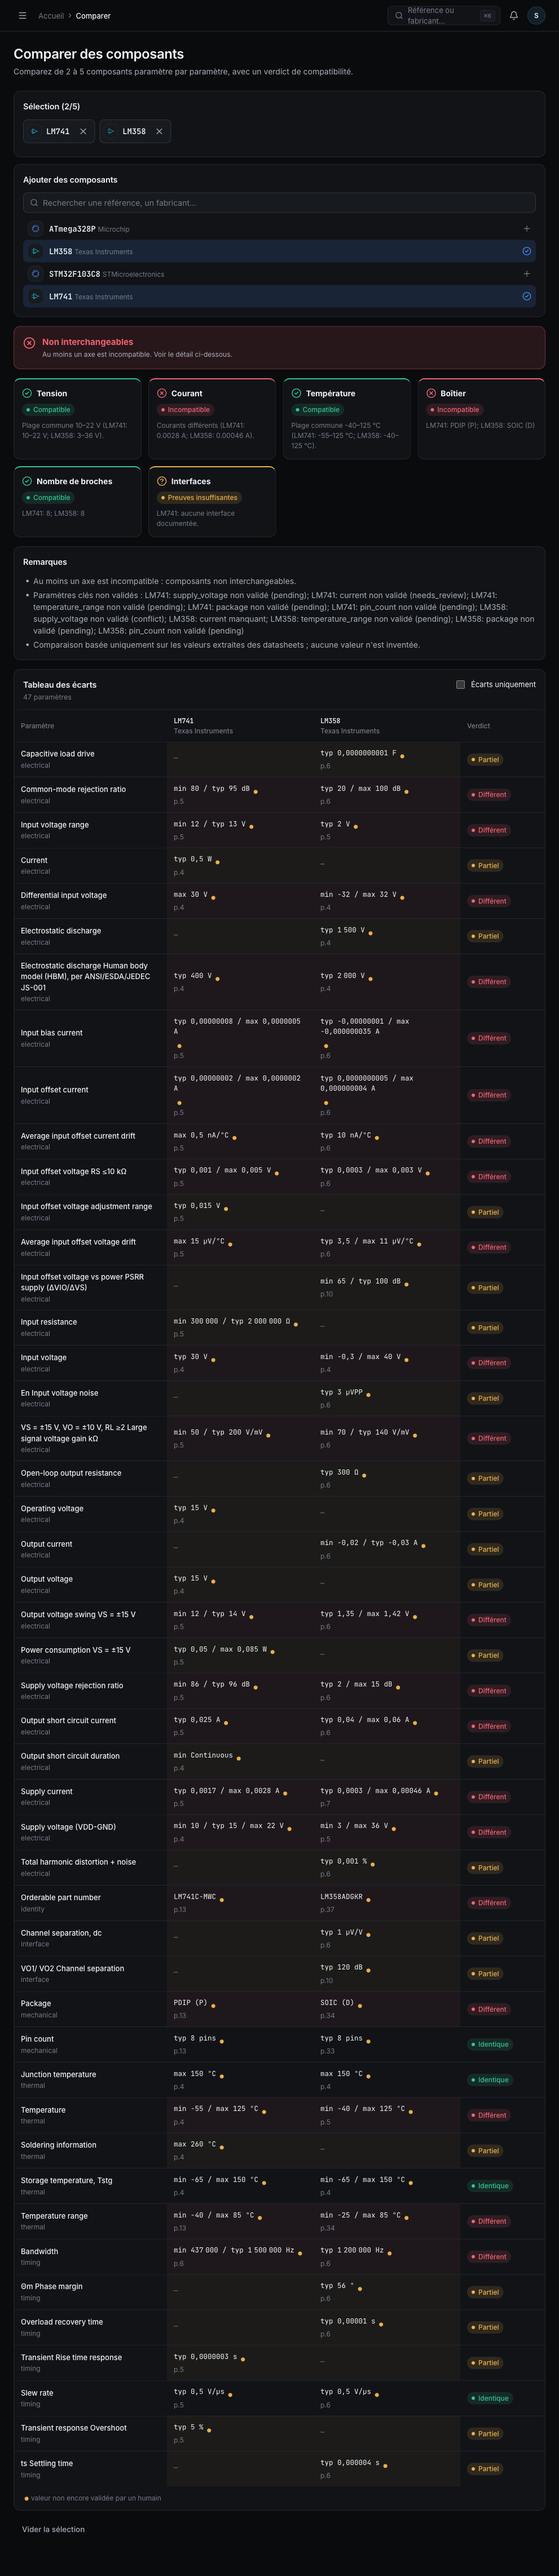 Accueil > Comparer
Référence ou
fabricant...
⌘K
S
Comparer des composants
Comparez de 2 à 5 composants paramètre par paramètre, avec un verdict de compatibilité.
Sélection (2/5)
LM741
LM358
Ajouter des composants
Rechercher une référence, un fabricant...
ATmega328P Microchip
LM358 Texas Instruments
STM32F103C8 STMicroelectronics
LM741 Texas Instruments
Non interchangeables
Au moins un axe est incompatible. Voir le détail ci-dessous.
Tension
Compatible
Plage commune 10–22 V (LM741:
10–22 V; LM358: 3–36 V).
Courant
Incompatible
Courants différents (LM741:
0.0028 A; LM358: 0.00046 A).
Température
Compatible
Plage commune -40–125 °C
(LM741: -55–125 °C; LM358: -40–
125 °C).
Boîtier
Incompatible
LM741: PDIP (P); LM358: SOIC (D)
Nombre de broches
Compatible
LM741: 8; LM358: 8
Interfaces
Preuves insuffisantes
LM741: aucune interface
documentée.
Remarques
• Au moins un axe est incompatible : composants non interchangeables.
• Paramètres clés non validés : LM741: supply_voltage non validé (pending); LM741: current non validé (needs_review); LM741:
temperature_range non validé (pending); LM741: package non validé (pending); LM741: pin_count non validé (pending); LM358:
supply_voltage non validé (conflict); LM358: current manquant; LM358: temperature_range non validé (pending); LM358: package non
validé (pending); LM358: pin_count non validé (pending)
• Comparaison basée uniquement sur les valeurs extraites des datasheets ; aucune valeur n'est inventée.
Tableau des écarts
47 paramètres
Écarts uniquement
Paramètre
LM741
Texas Instruments
LM358
Texas Instruments
Verdict
Capacitive load drive
electrical
—
typ 0,0000000001 F
p.6
Partiel
Common-mode rejection ratio
electrical
min 80 / typ 95 dB
p.5
typ 20 / max 100 dB
p.6
Différent
Input voltage range
electrical
min 12 / typ 13 V
p.5
typ 2 V
p.5
Différent
Current
electrical
typ 0,5 W
p.4
—
Partiel
Differential input voltage
electrical
max 30 V
p.4
min -32 / max 32 V
p.4
Différent
Electrostatic discharge
electrical
—
typ 1 500 V
p.4
Partiel
Electrostatic discharge Human body
model (HBM), per ANSI/ESDA/JEDEC
JS-001
electrical
typ 400 V
p.4
typ 2 000 V
p.4
Différent
Input bias current
electrical
typ 0,00000008 / max 0,0000005
A
p.5
typ -0,00000001 / max
-0,000000035 A
p.6
Différent
Input offset current
electrical
typ 0,00000002 / max 0,0000002
A
p.5
typ 0,0000000005 / max
0,000000004 A
p.6
Différent
Average input offset current drift
electrical
max 0,5 nA/°C
p.5
typ 10 nA/°C
p.6
Différent
Input offset voltage RS ≤10 kΩ
electrical
typ 0,001 / max 0,005 V
p.5
typ 0,0003 / max 0,003 V
p.6
Différent
Input offset voltage adjustment range
electrical
typ 0,015 V
p.5
—
Partiel
Average input offset voltage drift
electrical
max 15 µV/°C
p.5
typ 3,5 / max 11 µV/°C
p.6
Différent
Input offset voltage vs power PSRR
supply (ΔVIO/ΔVS)
electrical
—
min 65 / typ 100 dB
p.10
Partiel
Input resistance
electrical
min 300 000 / typ 2 000 000 Ω
p.5
—
Partiel
Input voltage
electrical
typ 30 V
p.4
min -0,3 / max 40 V
p.4
Différent
En Input voltage noise
electrical
—
typ 3 µVPP
p.6
Partiel
VS = ±15 V, VO = ±10 V, RL ≥2 Large
signal voltage gain kΩ
electrical
min 50 / typ 200 V/mV
p.5
min 70 / typ 140 V/mV
p.6
Différent
Open-loop output resistance
electrical
—
typ 300 Ω
p.6
Partiel
Operating voltage
electrical
typ 15 V
p.4
—
Partiel
Output current
electrical
—
min -0,02 / typ -0,03 A
p.6
Partiel
Output voltage
electrical
typ 15 V
p.4
—
Partiel
Output voltage swing VS = ±15 V
electrical
min 12 / typ 14 V
p.5
typ 1,35 / max 1,42 V
p.6
Différent
Power consumption VS = ±15 V
electrical
typ 0,05 / max 0,085 W
p.5
—
Partiel
Supply voltage rejection ratio
electrical
min 86 / typ 96 dB
p.5
typ 2 / max 15 dB
p.6
Différent
Output short circuit current
electrical
typ 0,025 A
p.5
typ 0,04 / max 0,06 A
p.6
Différent
Output short circuit duration
electrical
min Continuous
p.4
—
Partiel
Supply current
electrical
typ 0,0017 / max 0,0028 A
p.5
typ 0,0003 / max 0,00046 A
p.7
Différent
Supply voltage (VDD-GND)
electrical
min 10 / typ 15 / max 22 V
p.4
min 3 / max 36 V
p.5
Différent
Total harmonic distortion + noise
electrical
—
typ 0,001 %
p.6
Partiel
Orderable part number
identity
LM741C-MWC
p.13
LM358ADGKR
p.37
Différent
Channel separation, dc
interface
—
typ 1 µV/V
p.6
Partiel
VO1/ VO2 Channel separation
interface
—
typ 120 dB
p.10
Partiel
Package
mechanical
PDIP (P)
p.13
SOIC (D)
p.34
Différent
Pin count
mechanical
typ 8 pins
p.13
typ 8 pins
p.33
Identique
Junction temperature
thermal
max 150 °C
p.4
max 150 °C
p.4
Identique
Temperature
thermal
min -55 / max 125 °C
p.4
min -40 / max 125 °C
p.5
Différent
Soldering information
thermal
max 260 °C
p.4
—
Partiel
Storage temperature, Tstg
thermal
min -65 / max 150 °C
p.4
min -65 / max 150 °C
p.4
Identique
Temperature range
thermal
min -40 / max 85 °C
p.13
min -25 / max 85 °C
p.34
Différent
Bandwidth
timing
min 437 000 / typ 1 500 000 Hz
p.6
typ 1 200 000 Hz
p.6
Différent
Θm Phase margin
timing
—
typ 56 °
p.6
Partiel
Overload recovery time
timing
—
typ 0,00001 s
p.6
Partiel
Transient Rise time response
timing
typ 0,0000003 s
p.5
—
Partiel
Slew rate
timing
typ 0,5 V/µs
p.5
typ 0,5 V/µs
p.6
Identique
Transient response Overshoot
timing
typ 5 %
p.5
—
Partiel
ts Settling time
timing
—
typ 0,000004 s
p.6
Partiel
valeur non encore validée par un humain
Vider la sélection